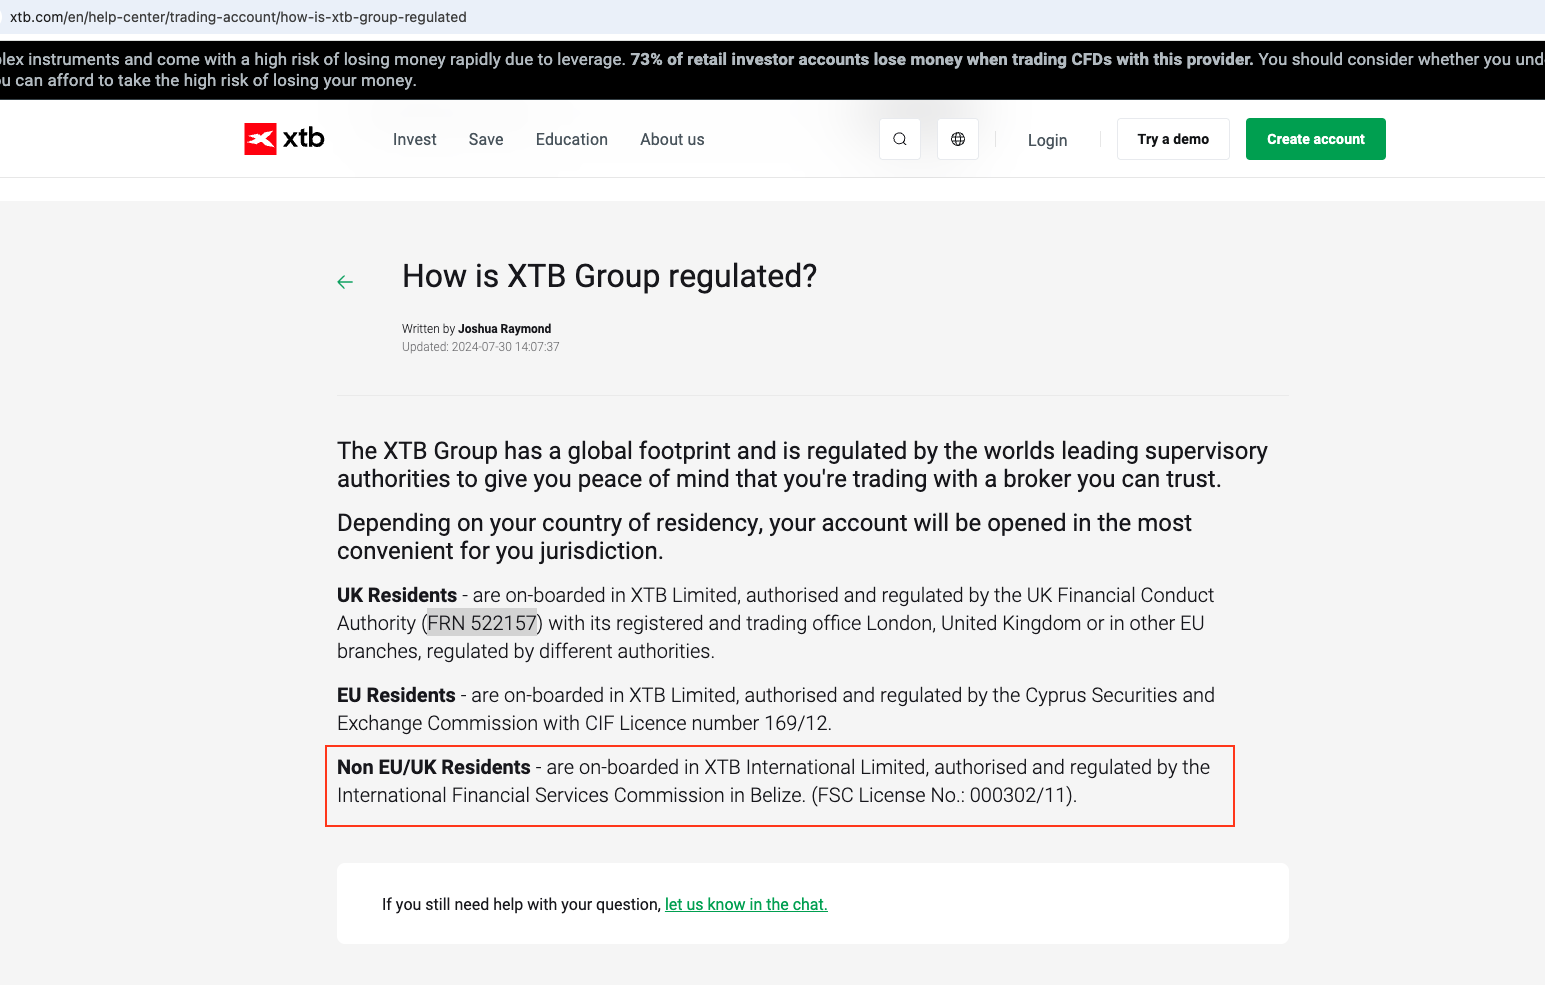 xtb.com/en/help-center/trading-account/how-is-xtb-group-regulated
instruments and come with a high risk of losing money rapidly due to leverage. 73% of retail investor accounts lose money when trading CFDs with this provider. You should consider whether you
can afford to take the high risk of losing your money.
xtb Invest Save Education About us Login Try a demo Create account
How is XTB Group regulated?
Written by Joshua Raymond
Updated: 2024-07-30 14:07:37
The XTB Group has a global footprint and is regulated by the worlds leading supervisory
authorities to give you peace of mind that you're trading with a broker you can trust.
Depending on your country of residency, your account will be opened in the most
convenient for you jurisdiction.
UK Residents - are on-boarded in XTB Limited, authorised and regulated by the UK Financial Conduct
Authority (FRN 522157) with its registered and trading office London, United Kingdom or in other EU
branches, regulated by different authorities.
EU Residents - are on-boarded in XTB Limited, authorised and regulated by the Cyprus Securities and
Exchange Commission with CIF Licence number 169/12.
Non EU/UK Residents - are on-boarded in XTB International Limited, authorised and regulated by the
International Financial Services Commission in Belize. (FSC License No.: 000302/11).
If you still need help with your question, let us know in the chat.